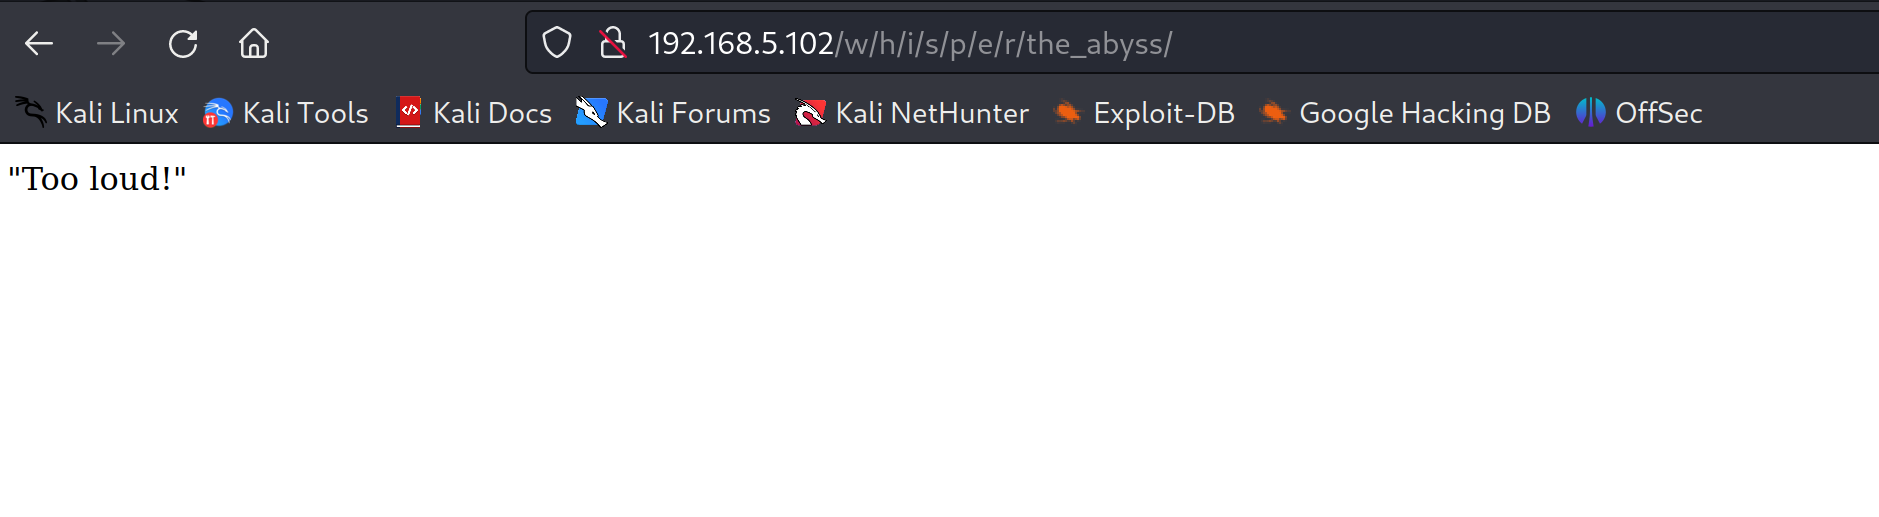 192.168.5.102/w/h/i/s/p/e/r/the_abyss/
Kali Linux Kali Tools Kali Docs Kali Forums Kali NetHunter Exploit-DB Google Hacking DB OffSec
"Too loud!"